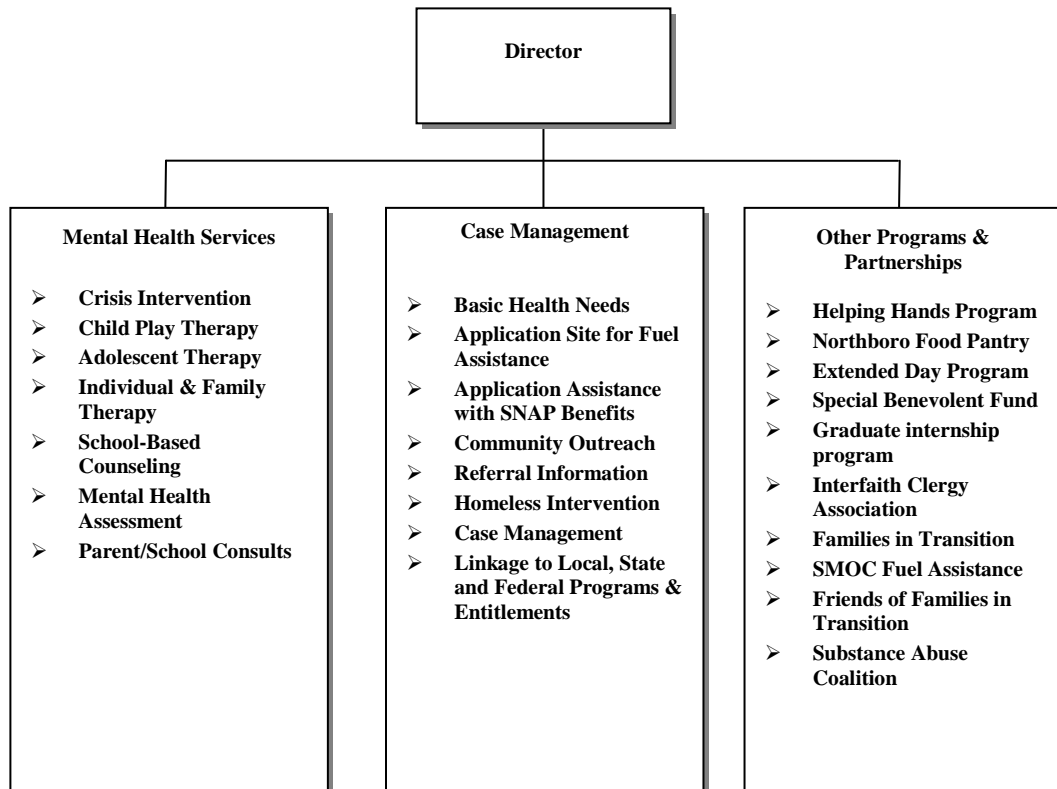 Director
Mental Health Services
➢ Crisis Intervention
➢ Child Play Therapy
➢ Adolescent Therapy
➢ Individual & Family
Therapy
➢ School-Based
Counseling
➢ Mental Health
Assessment
➢ Parent/School Consults
Case Management
➢ Basic Health Needs
➢ Application Site for Fuel
Assistance
➢ Application Assistance
with SNAP Benefits
➢ Community Outreach
➢ Referral Information
➢ Homeless Intervention
➢ Case Management
➢ Linkage to Local, State
and Federal Programs &
Entitlements
Other Programs &
Partnerships
➢ Helping Hands Program
➢ Northboro Food Pantry
➢ Extended Day Program
➢ Special Benevolent Fund
➢ Graduate internship
program
➢ Interfaith Clergy
Association
➢ Families in Transition
➢ SMOC Fuel Assistance
➢ Friends of Families in
Transition
➢ Substance Abuse
Coalition